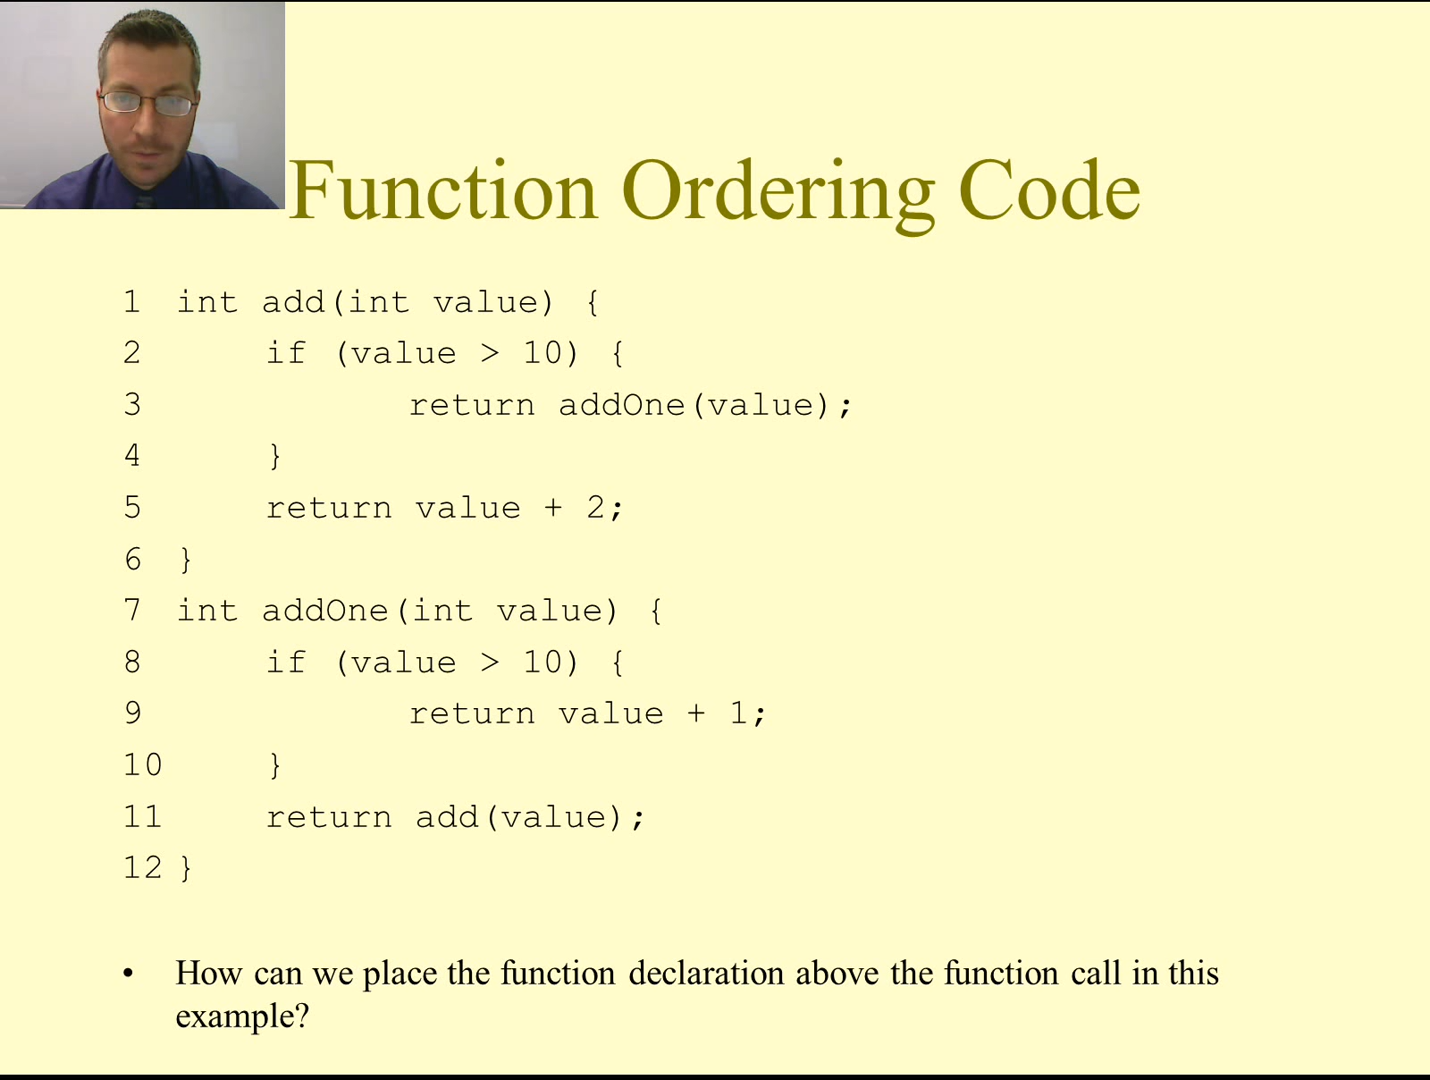 Function Ordering Code
1 int add(int value) {
2 if (value > 10) {
3 return addOne(value);
4 }
5 return value + 2;
6 }
7 int addOne(int value) {
8 if (value > 10) {
9 return value + 1;
10 }
11 return add(value);
12 }
• How can we place the function declaration above the function call in this
example?